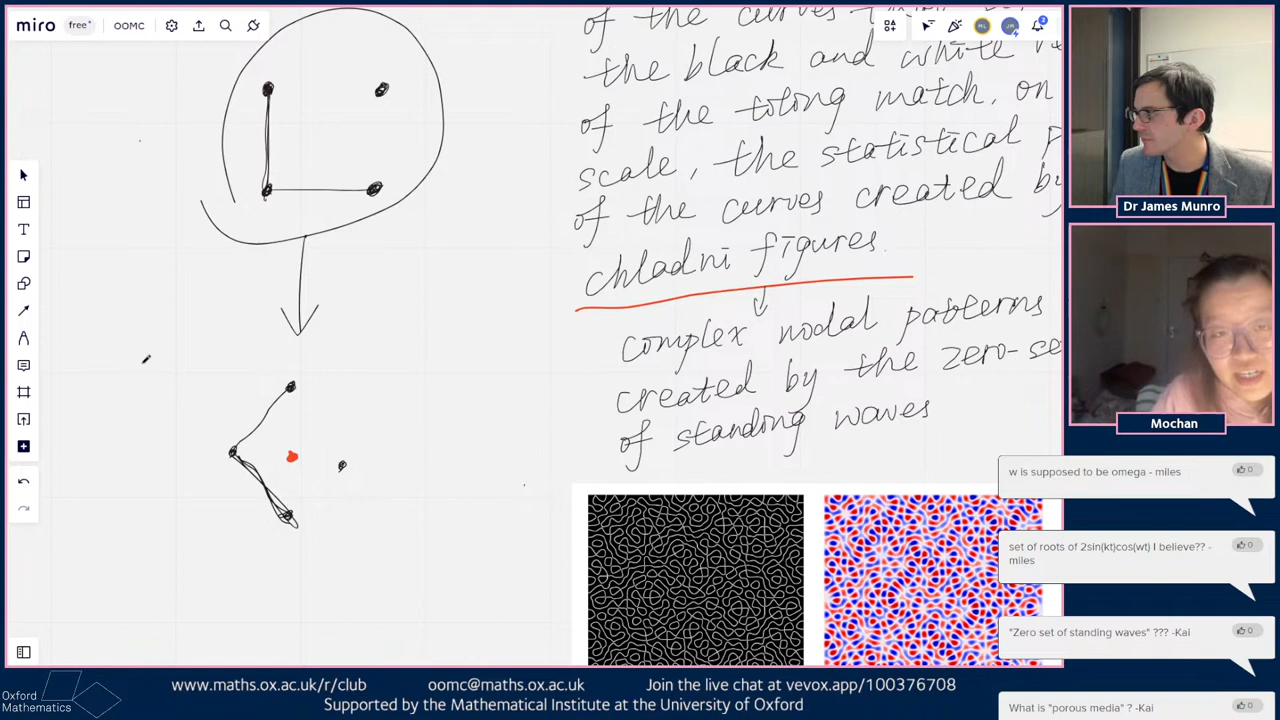 miro free OOMC
of the curves
the black and white
of the toling match, on
scale, the statistical
of the curves created by
chladni figures
complex nodal patterns
created by the zero-se
of standing waves
ML JM 2
Dr James Munro
Mochan
w is supposed to be omega - miles
0
set of roots of 2sin(kt)cos(wt) I believe?? -
miles
0
"Zero set of standing waves" ??? -Kai
0
What is "porous media" ? -Kai
0
Oxford
Mathematics
www.maths.ox.ac.uk/r/club oomc@maths.ox.ac.uk Join the live chat at vevox.app/100376708
Supported by the Mathematical Institute at the University of Oxford